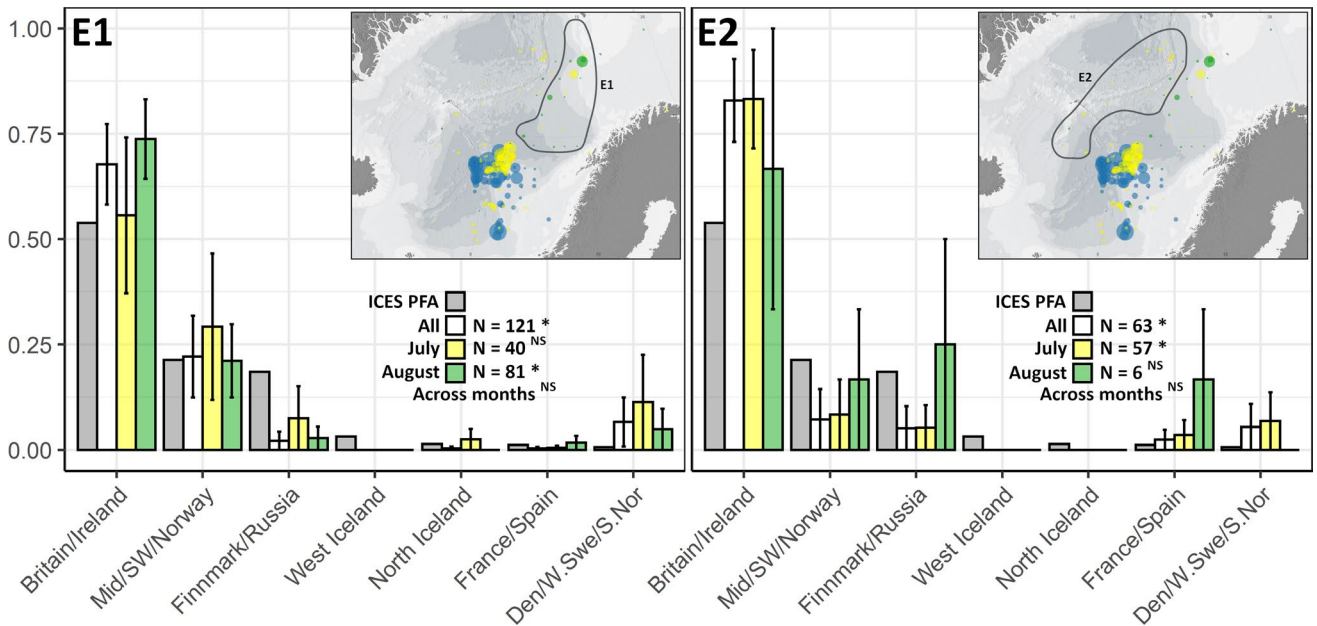 E1
E1
1.00
0.75
0.50
0.25
0.00
ICES PFA
All N = 121 *
July N = 40 NS
August N = 81 *
Across months NS
Britain/Ireland
Mid/SW/Norway
Finnmark/Russia
West Iceland
North Iceland
France/Spain
Den/W.Swe/S.Nor
E2
E2
ICES PFA
All N = 63 *
July N = 57 *
August N = 6 NS
Across months NS
Britain/Ireland
Mid/SW/Norway
Finnmark/Russia
West Iceland
North Iceland
France/Spain
Den/W.Swe/S.Nor